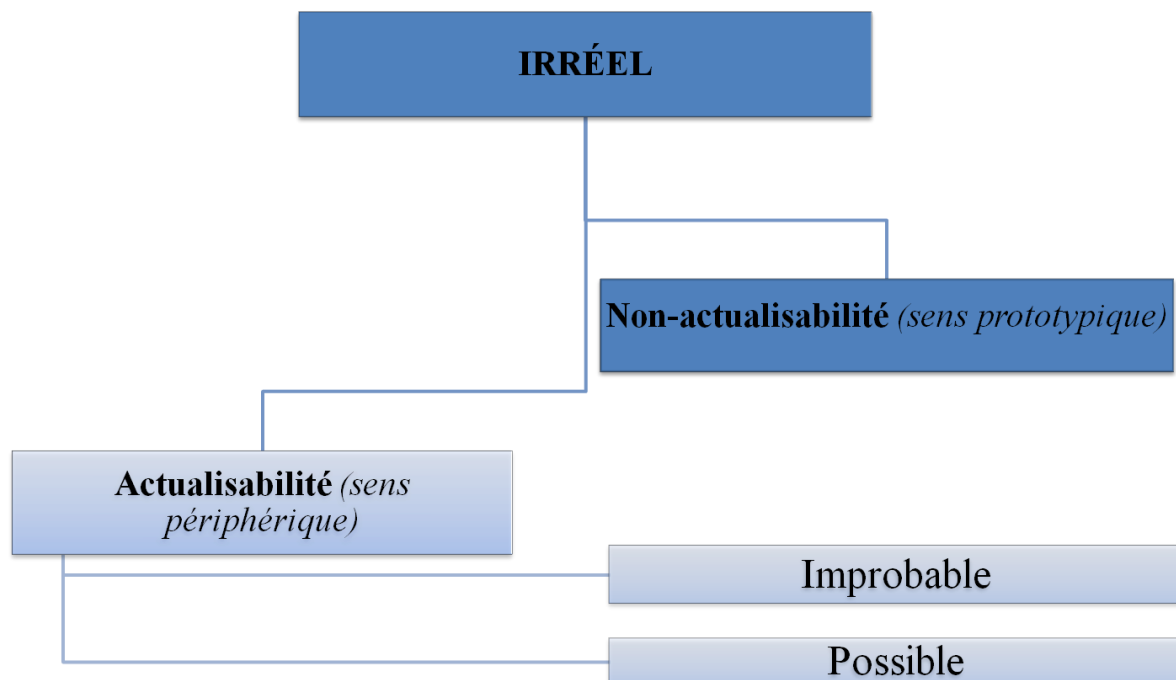 IRRÉEL
Non-actualisabilité (sens prototypique)
Actualisabilité (sens
périphérique)
Improbable
Possible